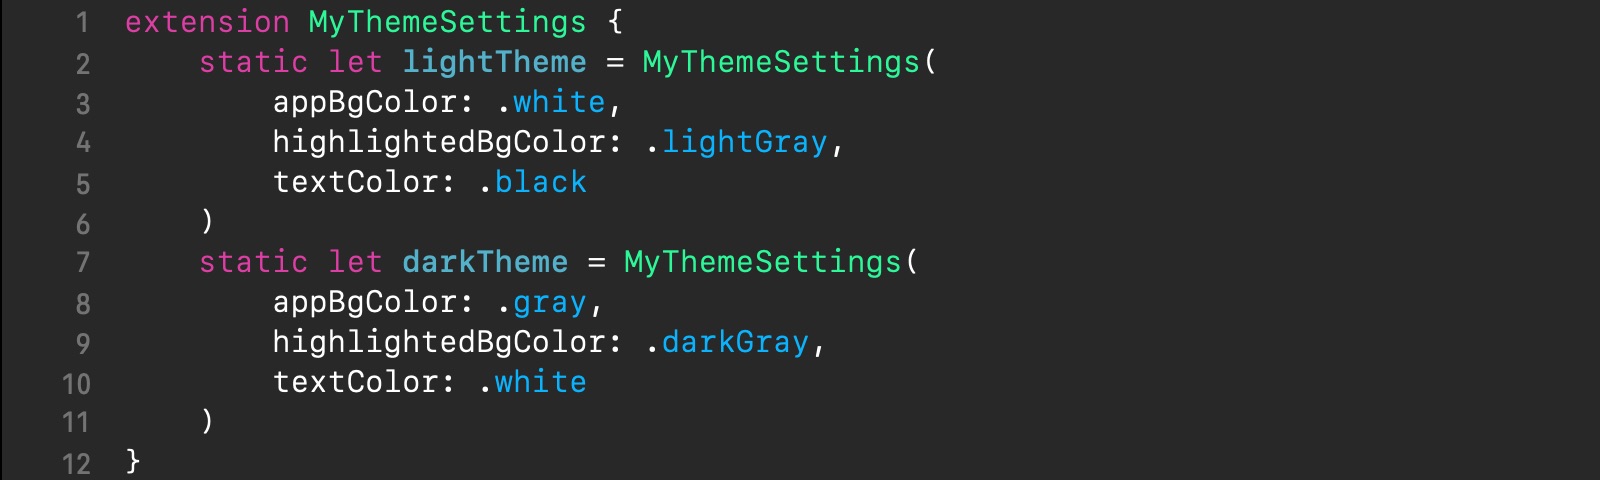 1 extension MyThemeSettings {
2     static let lightTheme = MyThemeSettings(
3         appBgColor: .white,
4         highlightedBgColor: .lightGray,
5         textColor: .black
6     )
7     static let darkTheme = MyThemeSettings(
8         appBgColor: .gray,
9         highlightedBgColor: .darkGray,
10         textColor: .white
11     )
12 }